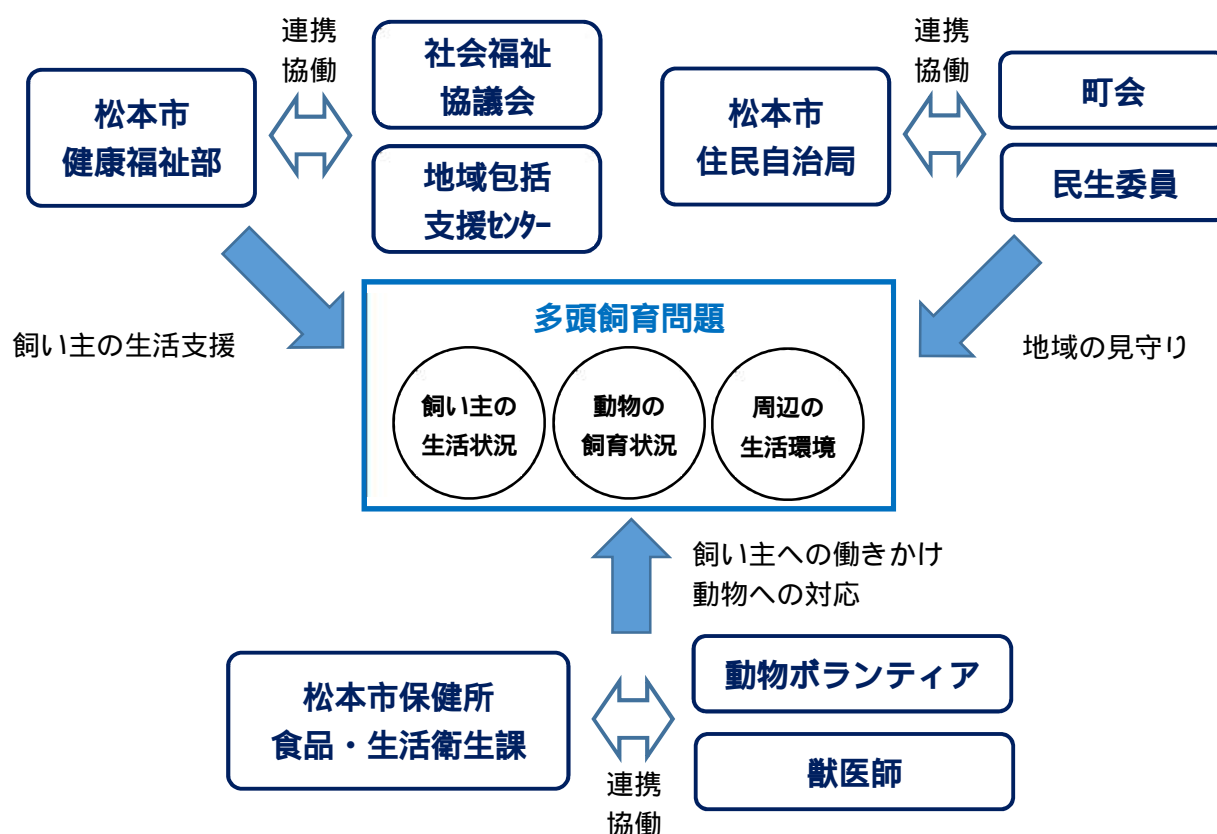 連携
協働
松本市
健康福祉部
社会福祉
協議会
地域包括
支援ｾﾝﾀｰ
連携
協働
松本市
住民自治局
町会
民生委員
飼い主の生活支援
地域の見守り
多頭飼育問題
飼い主の
生活状況
動物の
飼育状況
周辺の
生活環境
飼い主への働きかけ
動物への対応
松本市保健所
食品・生活衛生課
連携
協働
動物ボランティア
獣医師